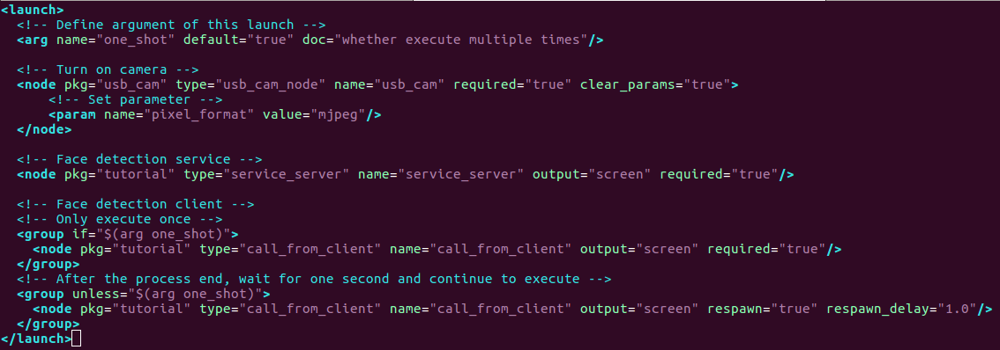 <launch>
  <!-- Define argument of this launch -->
  <arg name="one_shot" default="true" doc="whether execute multiple times"/>

  <!-- Turn on camera -->
  <node pkg="usb_cam" type="usb_cam_node" name="usb_cam" required="true" clear_params="true">
      <!-- Set parameter -->
      <param name="pixel_format" value="mjpeg"/>
  </node>

  <!-- Face detection service -->
  <node pkg="tutorial" type="service_server" name="service_server" output="screen" required="true"/>

  <!-- Face detection client -->
  <!-- Only execute once -->
  <group if="$(arg one_shot)">
    <node pkg="tutorial" type="call_from_client" name="call_from_client" output="screen" required="true"/>
  </group>
  <!-- After the process end, wait for one second and continue to execute -->
  <group unless="$(arg one_shot)">
    <node pkg="tutorial" type="call_from_client" name="call_from_client" output="screen" respawn="true" respawn_delay="1.0"/>
  </group>
</launch>